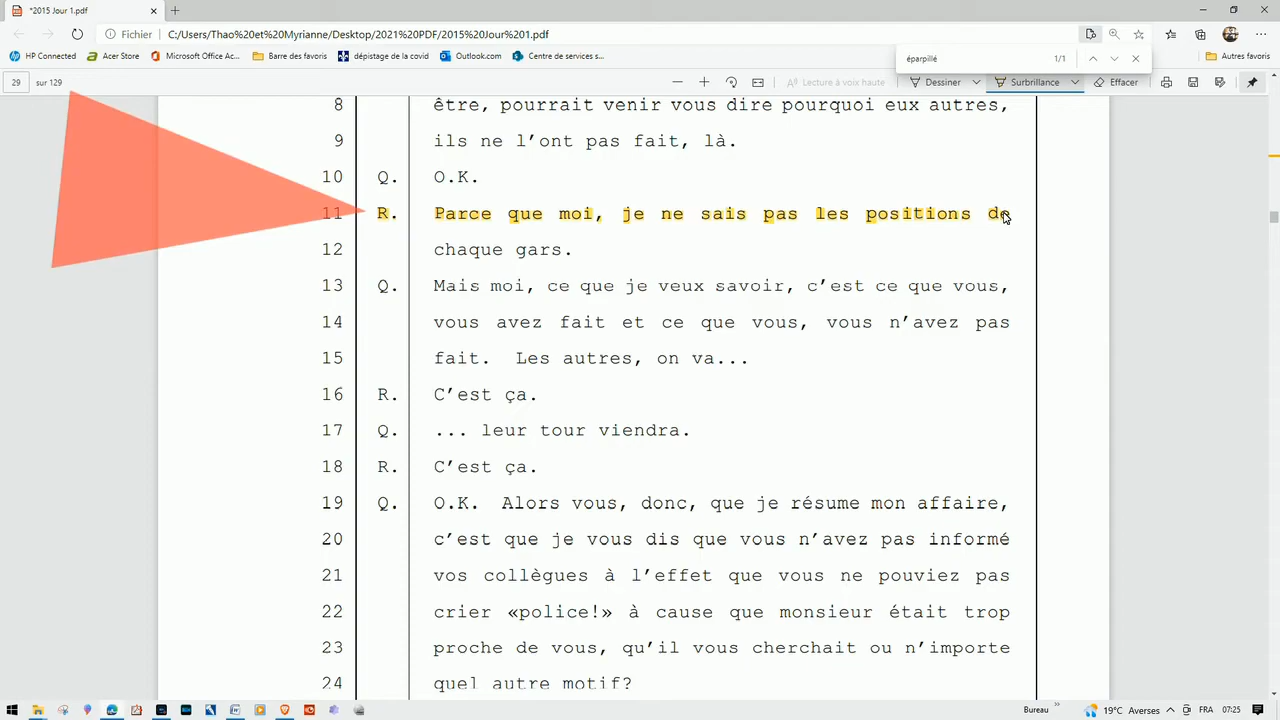 *2015 Jour 1.pdf
Fichier C:/Users/Thao%20et%20Myrianne/Desktop/2021%20PDF/2015%20Jour%201.pdf
HP Connected Acer Store Microsoft Office Ac... Barre des favoris dépistage de la covid Outlook.com Centre de services s... Autres favoris
éparpillé 1/1
29 sur 129 Lecture à voix haute Dessiner Surbrillance Effacer
8 être, pourrait venir vous dire pourquoi eux autres,
9 ils ne l'ont pas fait, là.
10 Q. O.K.
11 R. Parce que moi, je ne sais pas les positions de
12 chaque gars.
13 Q. Mais moi, ce que je veux savoir, c'est ce que vous,
14 vous avez fait et ce que vous, vous n'avez pas
15 fait. Les autres, on va...
16 R. C'est ça.
17 Q. ... leur tour viendra.
18 R. C'est ça.
19 Q. O.K. Alors vous, donc, que je résume mon affaire,
20 c'est que je vous dis que vous n'avez pas informé
21 vos collègues à l'effet que vous ne pouviez pas
22 crier «police!» à cause que monsieur était trop
23 proche de vous, qu'il vous cherchait ou n'importe
24 quel autre motif?
Bureau 19°C Averses FRA 07:25